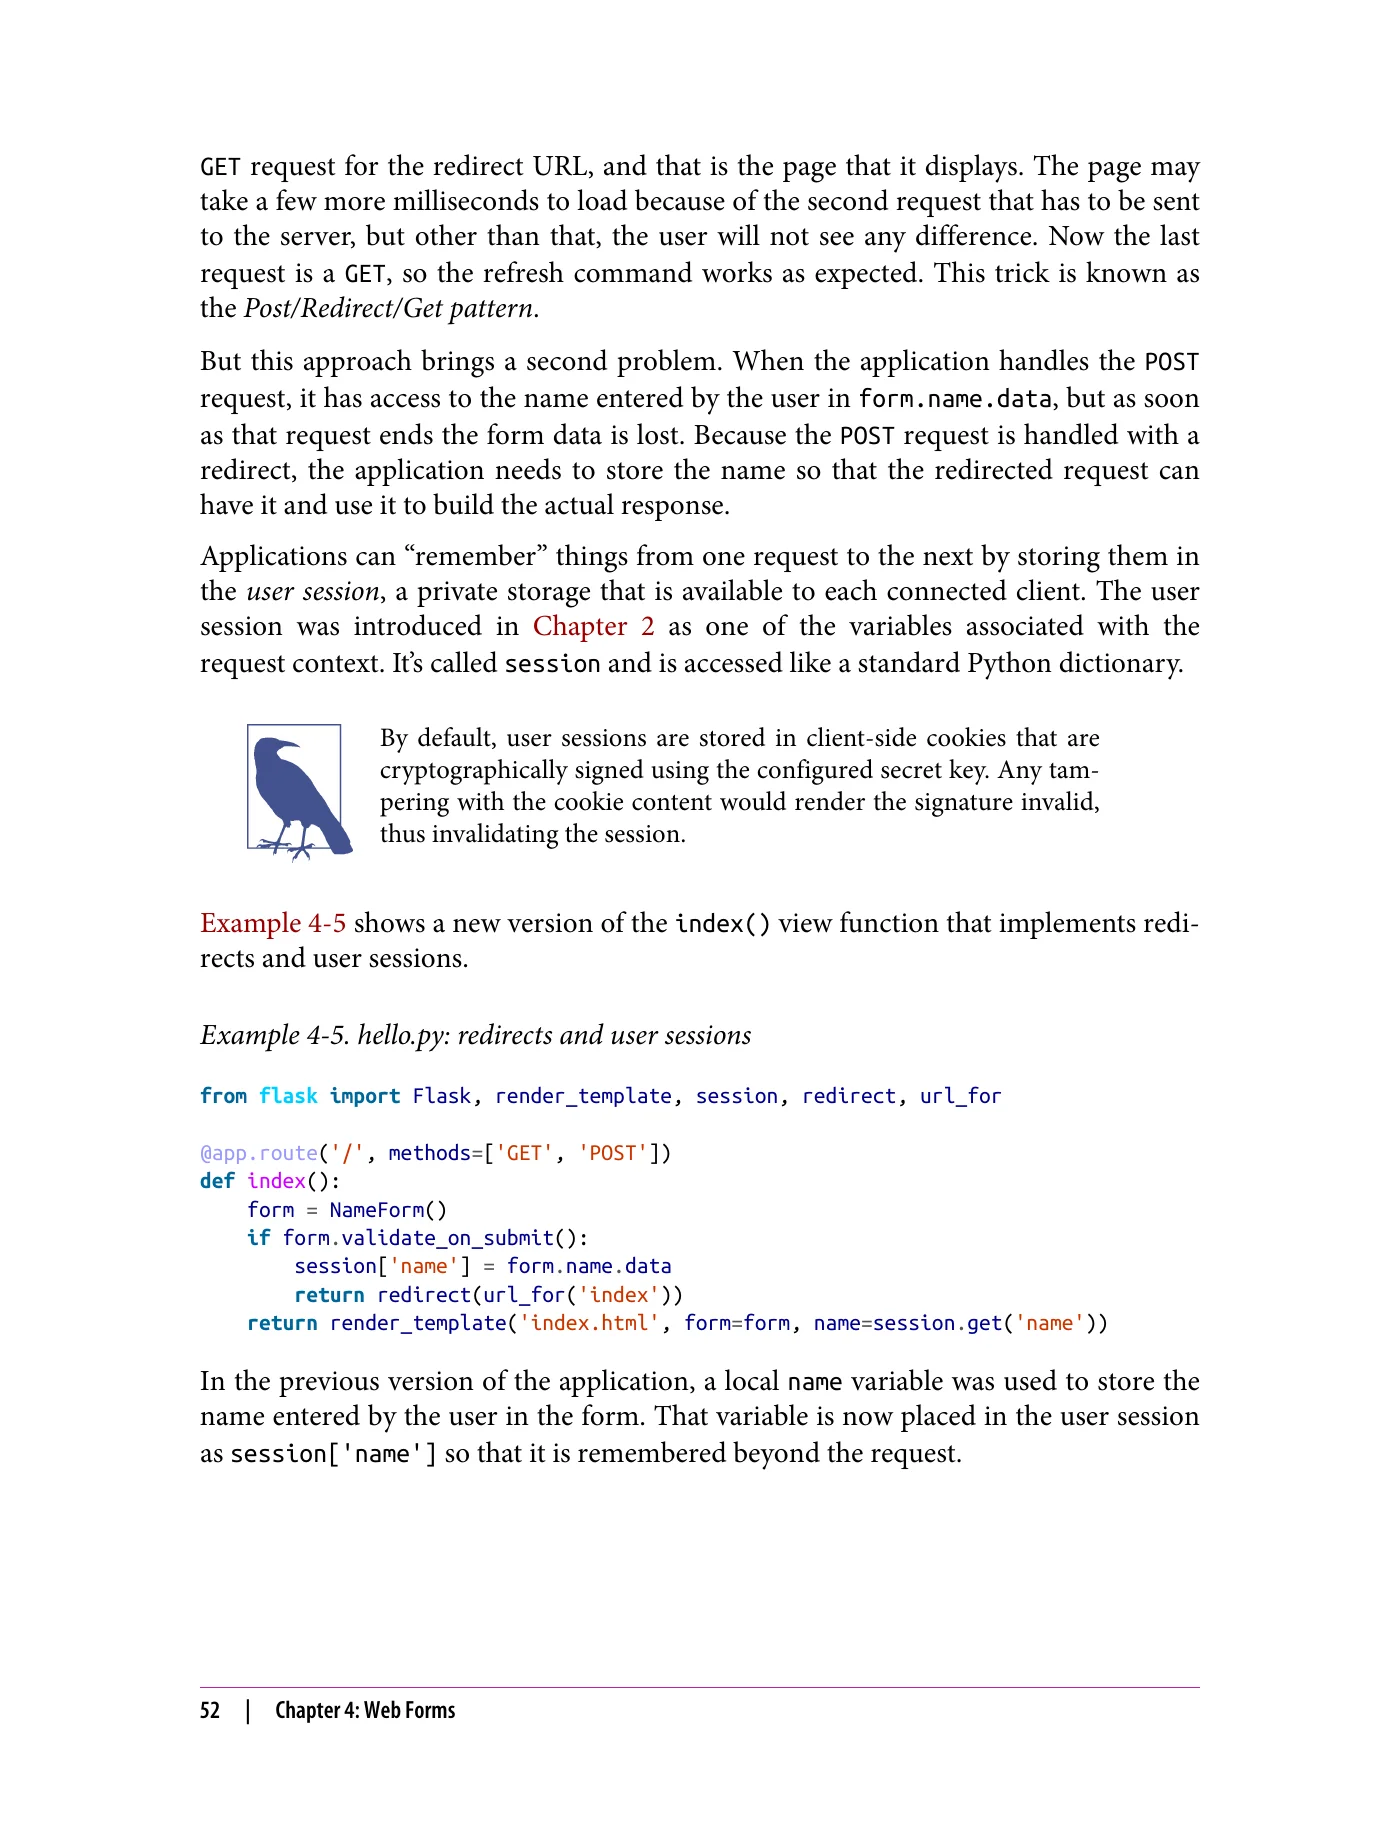 GET request for the redirect URL, and that is the page that it displays. The page may
take a few more milliseconds to load because of the second request that has to be sent
to the server, but other than that, the user will not see any difference. Now the last
request is a GET, so the refresh command works as expected. This trick is known as
the Post/Redirect/Get pattern.
But this approach brings a second problem. When the application handles the POST
request, it has access to the name entered by the user in form.name.data, but as soon
as that request ends the form data is lost. Because the POST request is handled with a
redirect, the application needs to store the name so that the redirected request can
have it and use it to build the actual response.
Applications can “remember” things from one request to the next by storing them in
the user session, a private storage that is available to each connected client. The user
session was introduced in Chapter 2 as one of the variables associated with the
request context. It’s called session and is accessed like a standard Python dictionary.
By default, user sessions are stored in client-side cookies that are
cryptographically signed using the configured secret key. Any tam-
pering with the cookie content would render the signature invalid,
thus invalidating the session.
Example 4-5 shows a new version of the index() view function that implements redi-
rects and user sessions.
Example 4-5. hello.py: redirects and user sessions
from flask import Flask, render_template, session, redirect, url_for
@app.route('/', methods=['GET', 'POST'])
def index():
    form = NameForm()
    if form.validate_on_submit():
        session['name'] = form.name.data
        return redirect(url_for('index'))
    return render_template('index.html', form=form, name=session.get('name'))
In the previous version of the application, a local name variable was used to store the
name entered by the user in the form. That variable is now placed in the user session
as session['name'] so that it is remembered beyond the request.
52 | Chapter 4: Web Forms